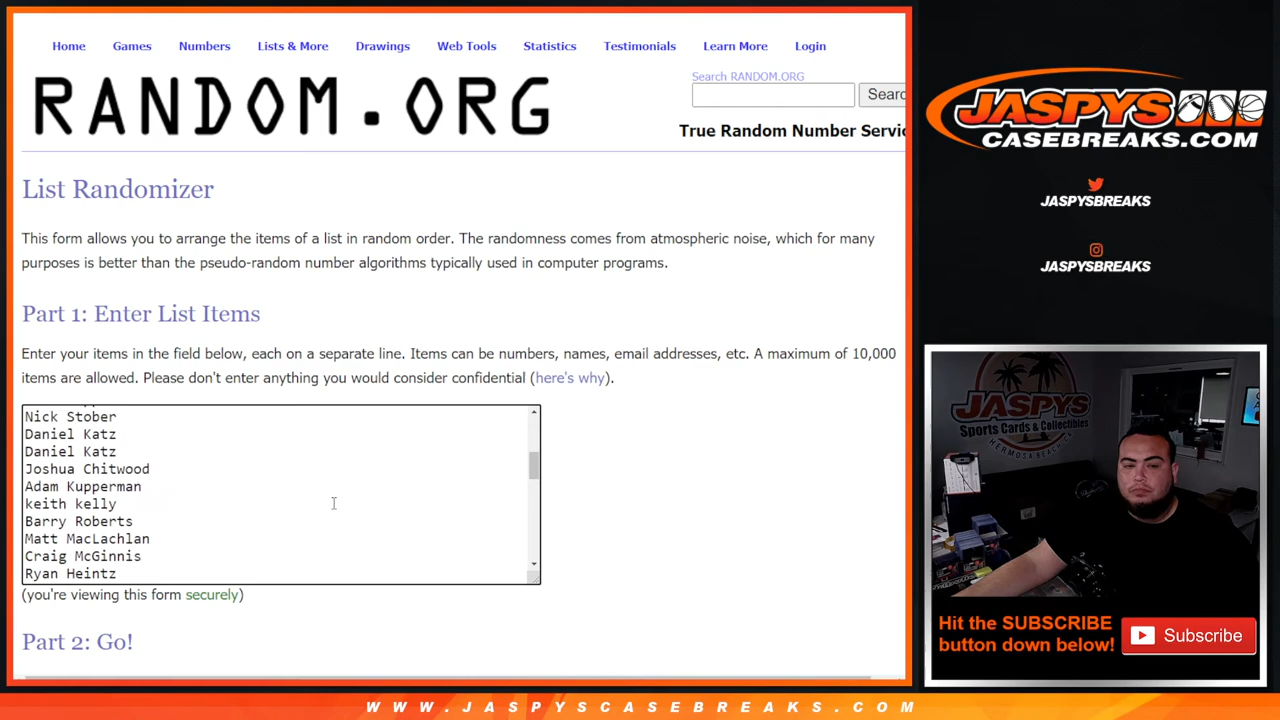 Home Games Numbers Lists & More Drawings Web Tools Statistics Testimonials Learn More Login
RANDOM.ORG
Search RANDOM.ORG
Searc
True Random Number Servic
List Randomizer
This form allows you to arrange the items of a list in random order. The randomness comes from atmospheric noise, which for many
purposes is better than the pseudo-random number algorithms typically used in computer programs.
Part 1: Enter List Items
Enter your items in the field below, each on a separate line. Items can be numbers, names, email addresses, etc. A maximum of 10,000
items are allowed. Please don't enter anything you would consider confidential (here's why).
Nick Stober
Daniel Katz
Daniel Katz
Joshua Chitwood
Adam Kupperman
keith kelly
Barry Roberts
Matt MacLachlan
Craig McGinnis
Ryan Heintz
(you're viewing this form securely)
Part 2: Go!
JASPYS
CASEBREAKS.COM
JASPYSBREAKS
JASPYSBREAKS
JASPYS
Sports Cards & Collectibles
HERMOSA BEACH, CA
Hit the SUBSCRIBE
button down below!
Subscribe
WWW.JASPYSCASEBREAKS.COM